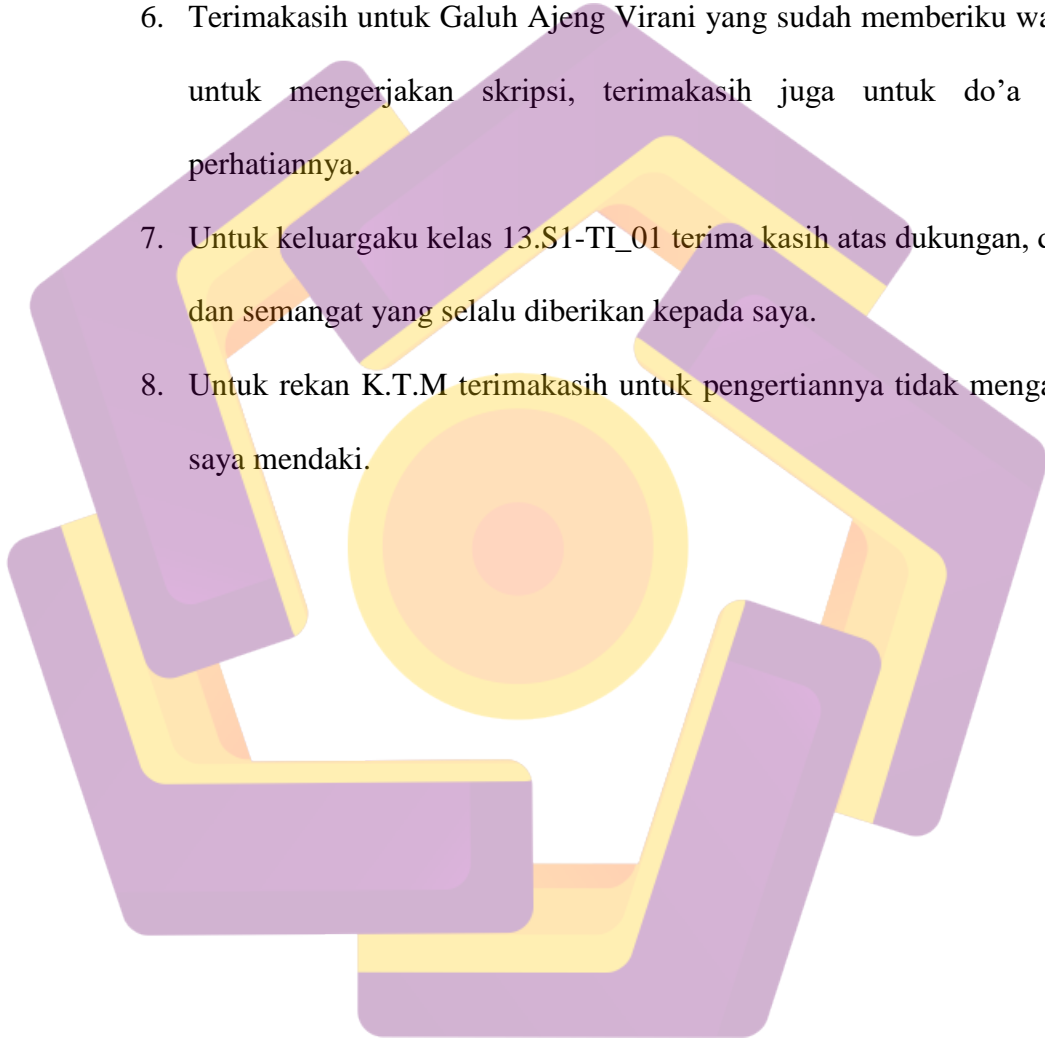 6. Terimakasih untuk Galuh Ajeng Virani yang sudah memberiku
untuk mengerjakan skripsi, terimakasih juga untuk do’a
perhatiannya.
7. Untuk keluargaku kelas 13.S1-TI_01 terima kasih atas dukungan,
dan semangat yang selalu diberikan kepada saya.
8. Untuk rekan K.T.M terimakasih untuk pengertiannya tidak
saya mendaki.